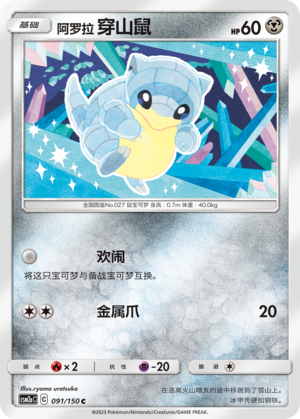 基础 阿罗拉 穿山鼠 HP60
全国图鉴No.027 鼠宝可梦 身高：0.7m 体重：40.0kg
欢闹
将这只宝可梦与备战宝可梦互换。
金属爪 20
弱点 ×2 抗性 -20 撤退
Illus.ryoma uratsuka
CSM2a C C 091/150 C
在逃离火山喷发的途中移居到了雪山上。
冰甲壳硬如钢铁。
©2023 Pokémon/Nintendo/Creatures/GAME FREAK.